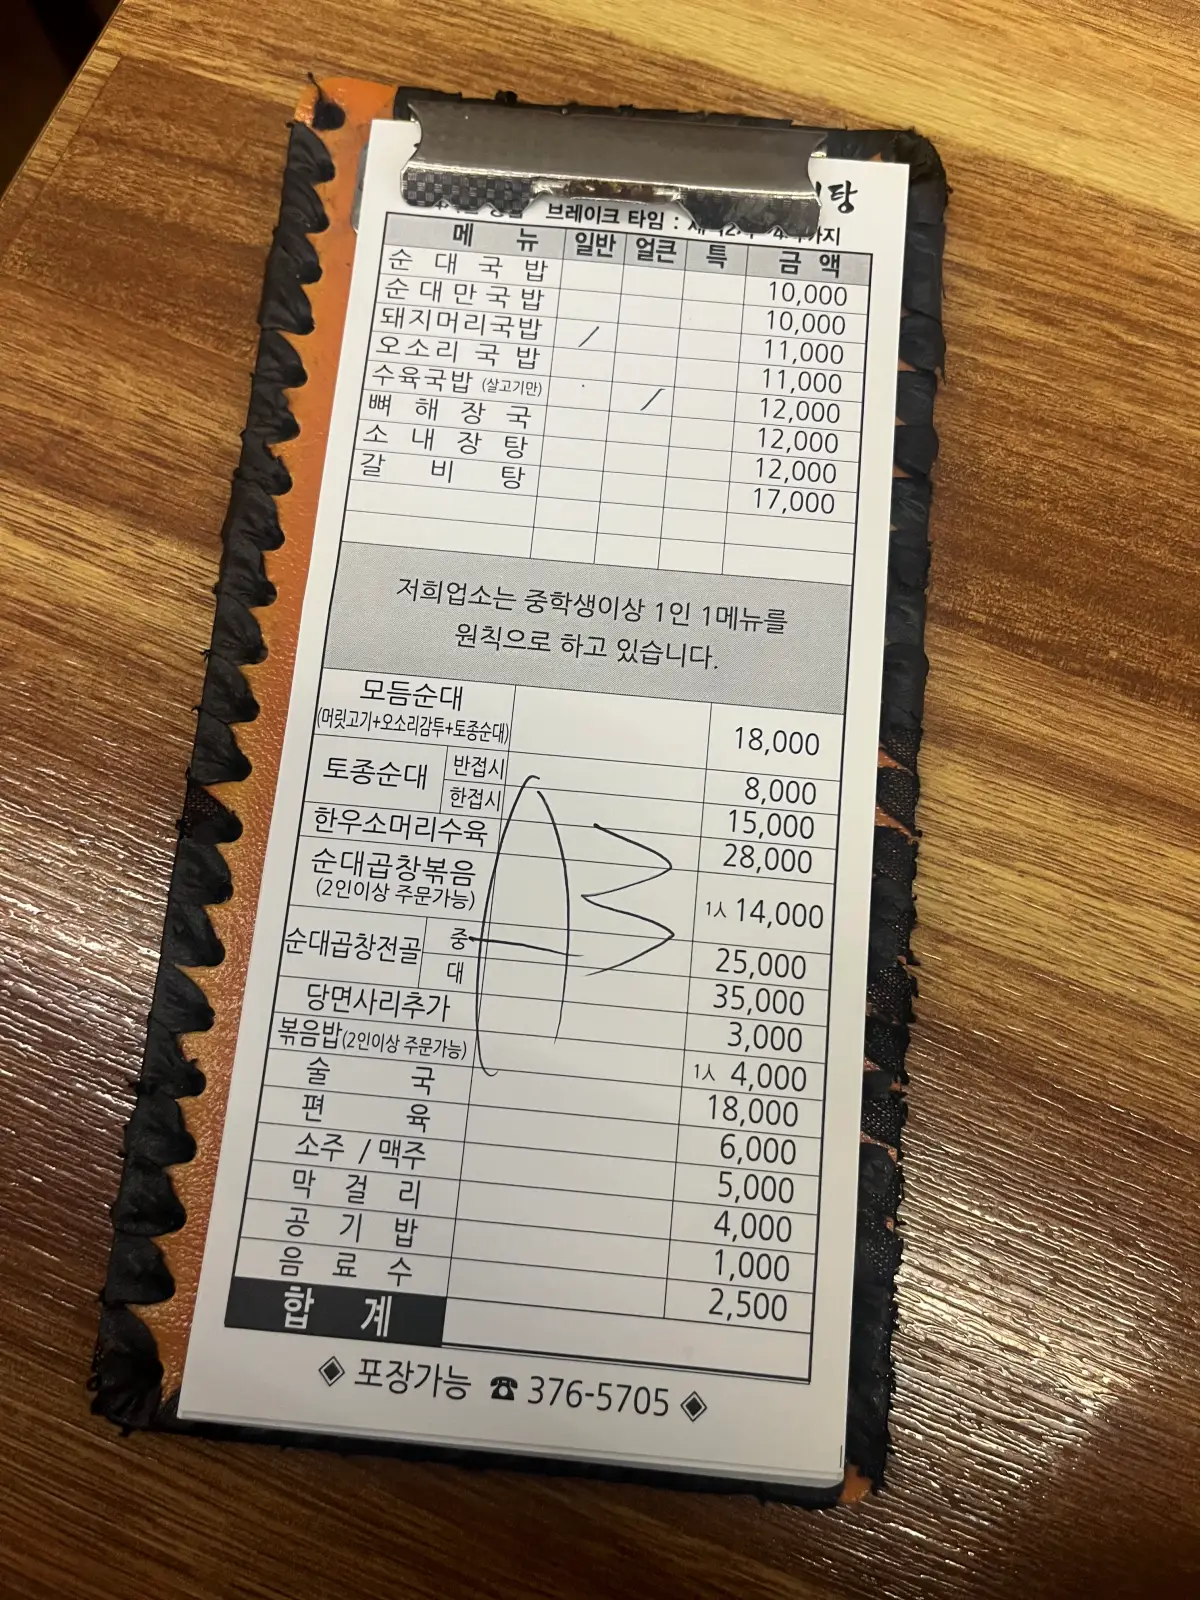 탕
브레이크 타임 :
메 뉴 일반 얼큰 특 금 액
순 대 국 밥 10,000
순 대 만 국 밥 10,000
돼지머리국밥 / 11,000
오 소 리 국 밥 11,000
수육국밥 (살고기만) / 12,000
뼈 해 장 국 12,000
소 내 장 탕 12,000
갈 비 탕 17,000
저희업소는 중학생이상 1인 1메뉴를
원칙으로 하고 있습니다.
모듬순대
(머릿고기+오소리감투+토종순대) 18,000
토종순대 반접시 8,000
한접시 15,000
한우소머리수육 28,000
순대곱창볶음
(2인이상 주문가능) 1人 14,000
순대곱창전골 중 25,000
대 35,000
당면사리추가 3,000
볶음밥(2인이상 주문가능) 1人 4,000
술 국 18,000
편 육 6,000
소주 / 맥주 5,000
막 걸 리 4,000
공 기 밥 1,000
음 료 수 2,500
합 계
◈ 포장가능 ☎ 376-5705 ◈